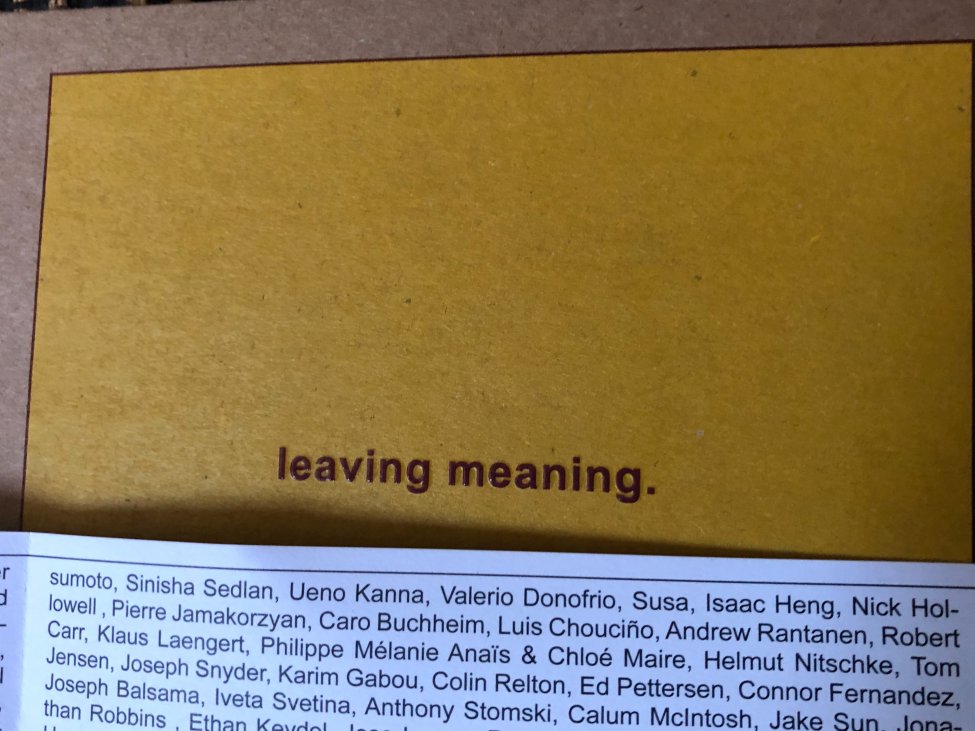 leaving meaning.
sumoto, Sinisha Sedlan, Ueno Kanna, Valerio Donofrio, Susa, Isaac Heng, Nick Hol-
lowell , Pierre Jamakorzyan, Caro Buchheim, Luis Chouciño, Andrew Rantanen, Robert
Carr, Klaus Laengert, Philippe Mélanie Anaïs & Chloé Maire, Helmut Nitschke, Tom
Jensen, Joseph Snyder, Karim Gabou, Colin Relton, Ed Pettersen, Connor Fernandez,
Joseph Balsama, Iveta Svetina, Anthony Stomski, Calum McIntosh, Jake Sun, Jona-
than Robbins , Ethan Keydel,